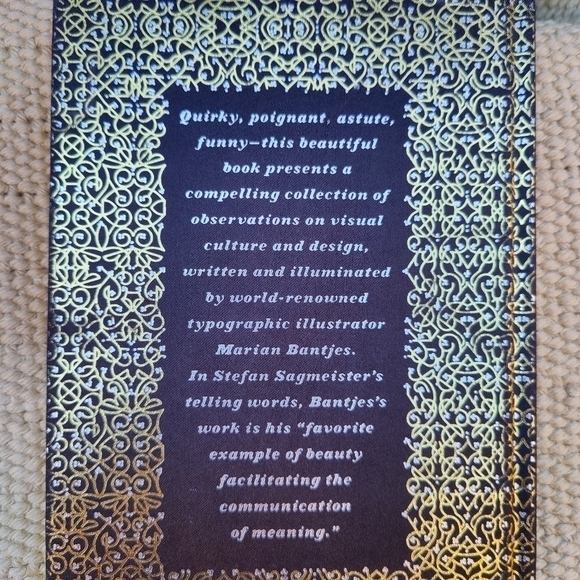 Quirky, poignant, astute,
funny—this beautiful
book presents a
compelling collection of
observations on visual
culture and design,
written and illuminated
by world-renowned
typographic illustrator
Marian Bantjes.
In Stefan Sagmeister's
telling words, Bantjes's
work is his "favorite
example of beauty
facilitating the
communication
of meaning."